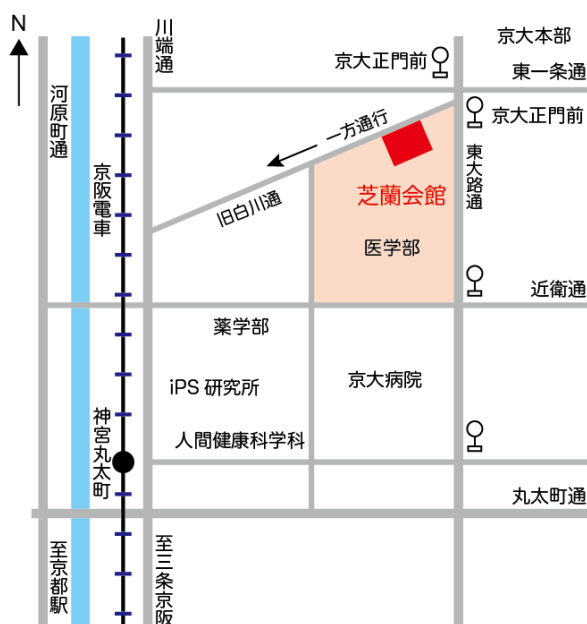 N
川端通
京大本部
京大正門前
東一条通
河原町通
一方通行
京大正門前
京阪電車
東大路通
芝蘭会館
旧白川通
医学部
近衛通
薬学部
iPS 研究所
京大病院
神宮丸太町
人間健康科学科
丸太町通
至京都駅
至三条京阪